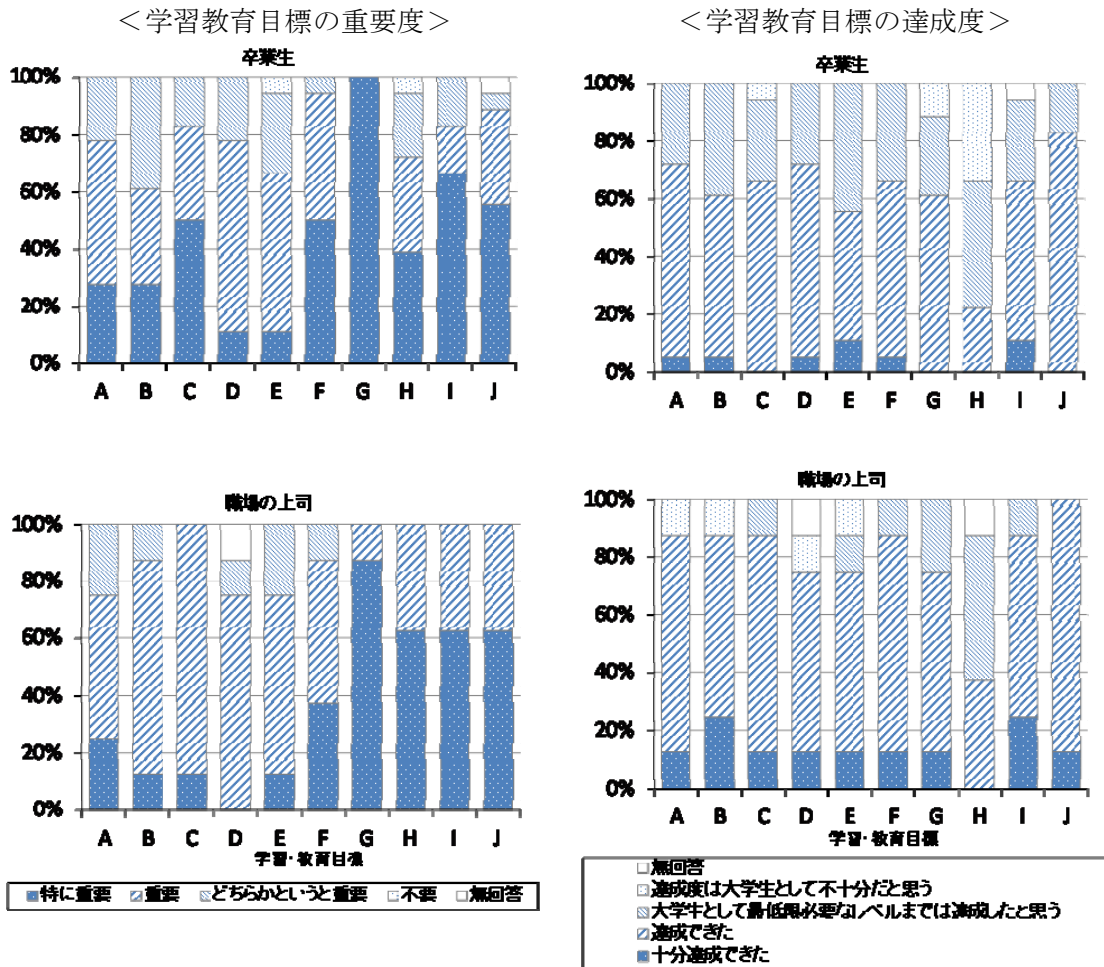 ＜学習教育目標の重要度＞
卒業生
100%
80%
60%
40%
20%
0%
A B C D E F G H I J
職場の上司
100%
80%
60%
40%
20%
0%
A B C D E F G H I J
学習・教育目標
特に重要 重要 どちらかというと重要 不要 無回答
＜学習教育目標の達成度＞
卒業生
100%
80%
60%
40%
20%
0%
A B C D E F G H I J
職場の上司
100%
80%
60%
40%
20%
0%
A B C D E F G H I J
学習・教育目標
無回答
達成度は大学生として不十分だと思う
大学生として最低限必要なレベルまでは達成したと思う
達成できた
十分達成できた